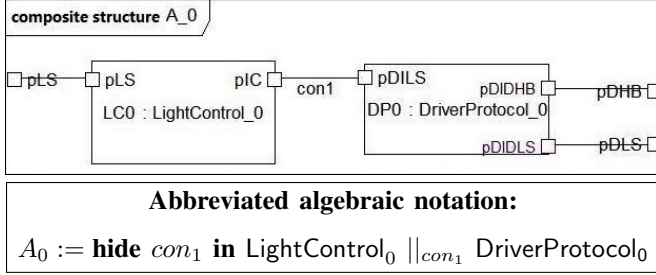 composite structure A_0
pLS pLS pIC con1 pDILS pDIDHB pDHB
LC0 : LightControl_0 DP0 : DriverProtocol_0
pDIDLS pDLS
Abbreviated algebraic notation:
A₀ := hide con₁ in LightControl₀ ||con₁ DriverProtocol₀